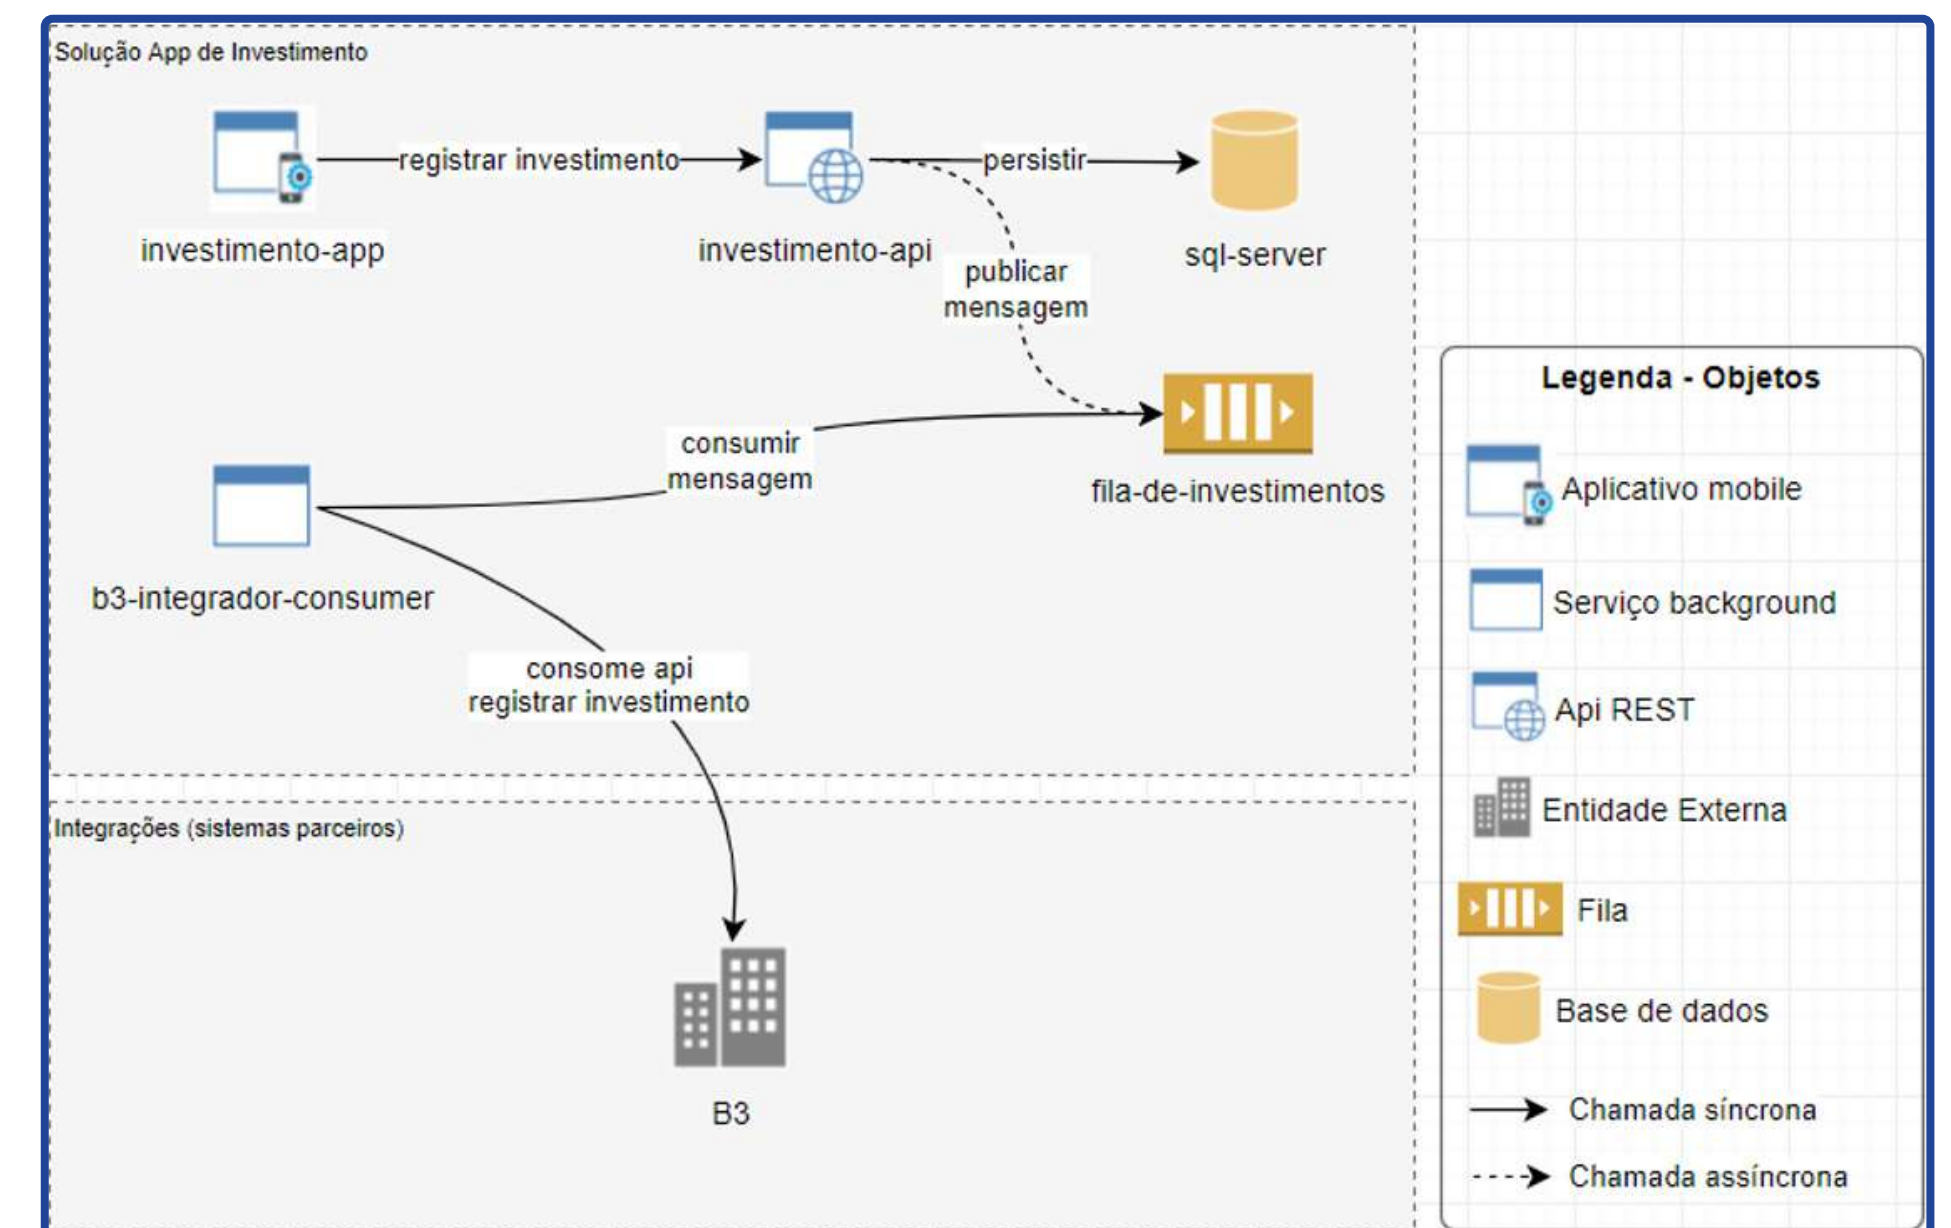 Solução App de Investimento
registrar investimento
persistir
investimento-app
investimento-api
sql-server
publicar
mensagem
consumir
mensagem
fila-de-investimentos
b3-integrador-consumer
consome api
registrar investimento
Integrações (sistemas parceiros)
B3
Legenda - Objetos
Aplicativo mobile
Serviço background
Api REST
Entidade Externa
Fila
Base de dados
Chamada síncrona
Chamada assíncrona